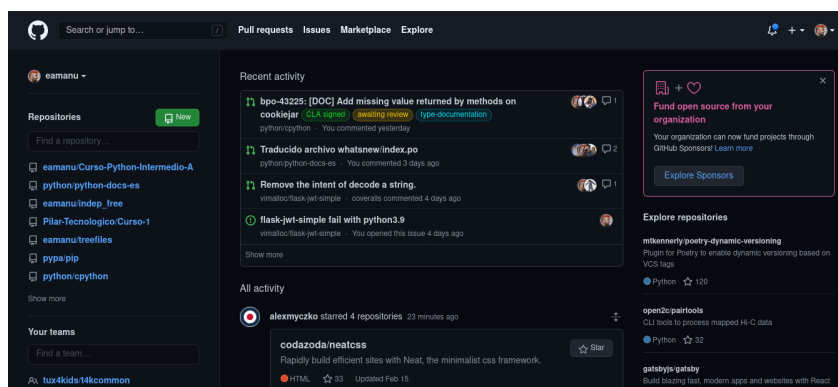 Search or jump to…
/
Pull requests Issues Marketplace Explore
eamanu
Repositories
New
Find a repository…
eamanu/Curso-Python-Intermedio-A
python/python-docs-es
eamanu/indep_free
Pilar-Tecnologico/Curso-1
eamanu/treefiles
pypa/pip
python/cpython
Show more
Your teams
Find a team…
tux4kids/t4kcommon
Recent activity
bpo-43225: [DOC] Add missing value returned by methods on
cookiejar CLA signed awaiting review type-documentation
1
python/cpython · You commented yesterday
Traducido archivo whatsnew/index.po
2
python/python-docs-es · You commented 3 days ago
Remove the intent of decode a string.
1
vimalloc/flask-jwt-simple · coveralls commented 4 days ago
flask-jwt-simple fail with python3.9
vimalloc/flask-jwt-simple · You opened this issue 4 days ago
Show more
All activity
alexmyczko starred 4 repositories 23 minutes ago
codazoda/neatcss
Star
Rapidly build efficient sites with Neat, the minimalist css framework.
HTML 33 Updated Feb 15
+
Fund open source from your
organization
Your organization can now fund projects through
GitHub Sponsors! Learn more
Explore Sponsors
Explore repositories
mtkennerly/poetry-dynamic-versioning
Plugin for Poetry to enable dynamic versioning based on
VCS tags
Python 120
open2c/pairtools
CLI tools to process mapped Hi-C data
Python 32
gatsbyjs/gatsby
Build blazing fast, modern apps and websites with React